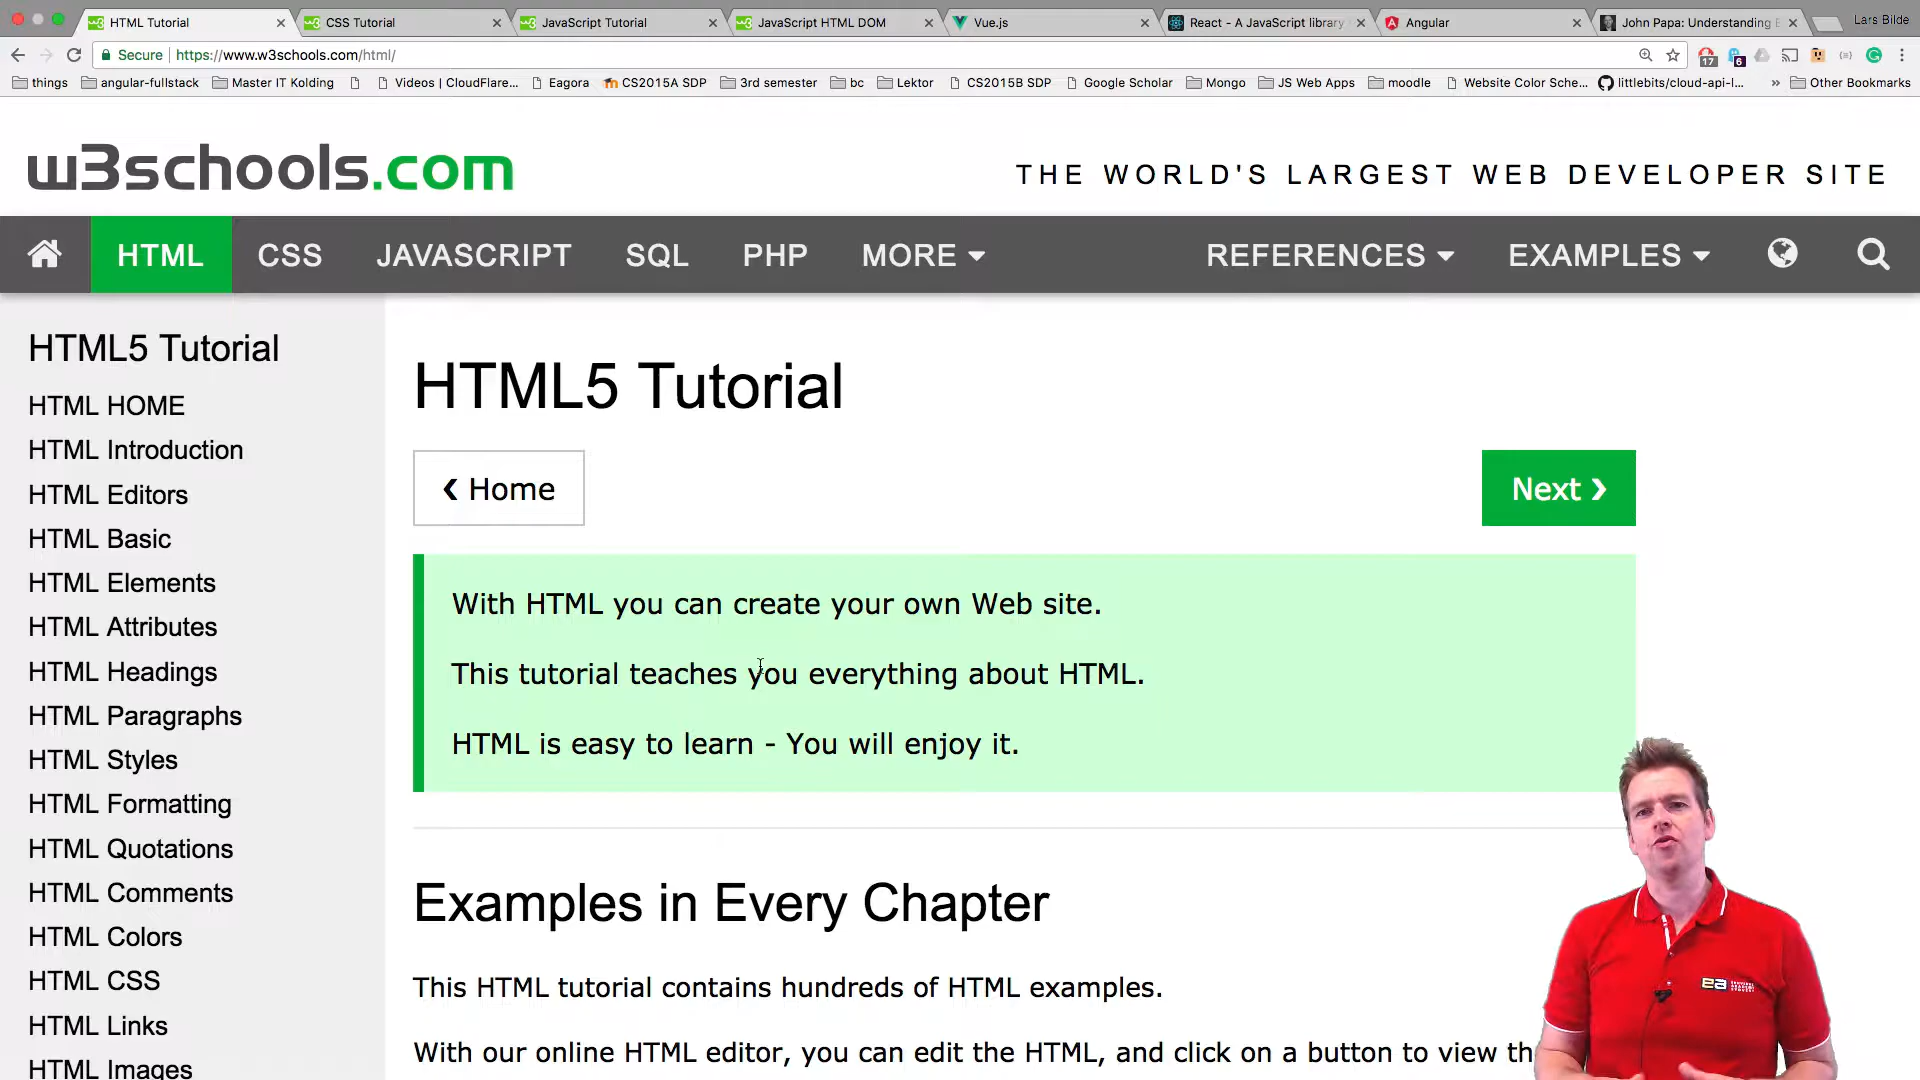 HTML Tutorial
CSS Tutorial
JavaScript Tutorial
JavaScript HTML DOM
Vue.js
React - A JavaScript library
Angular
John Papa: Understanding
Lars Bilde
Secure
https://www.w3schools.com/html/
17
6
things
angular-fullstack
Master IT Kolding
Videos | CloudFlare...
Eagora
CS2015A SDP
3rd semester
bc
Lektor
CS2015B SDP
Google Scholar
Mongo
JS Web Apps
moodle
Website Color Sche...
littlebits/cloud-api-l...
»
Other Bookmarks
w3schools.com
THE WORLD'S LARGEST WEB DEVELOPER SITE
HTML
CSS
JAVASCRIPT
SQL
PHP
MORE
REFERENCES
EXAMPLES
HTML5 Tutorial
HTML HOME
HTML Introduction
HTML Editors
HTML Basic
HTML Elements
HTML Attributes
HTML Headings
HTML Paragraphs
HTML Styles
HTML Formatting
HTML Quotations
HTML Comments
HTML Colors
HTML CSS
HTML Links
HTML Images
HTML5 Tutorial
❮ Home
Next ❯
With HTML you can create your own Web site.
This tutorial teaches you everything about HTML.
HTML is easy to learn - You will enjoy it.
Examples in Every Chapter
This HTML tutorial contains hundreds of HTML examples.
With our online HTML editor, you can edit the HTML, and click on a button to view th
ea